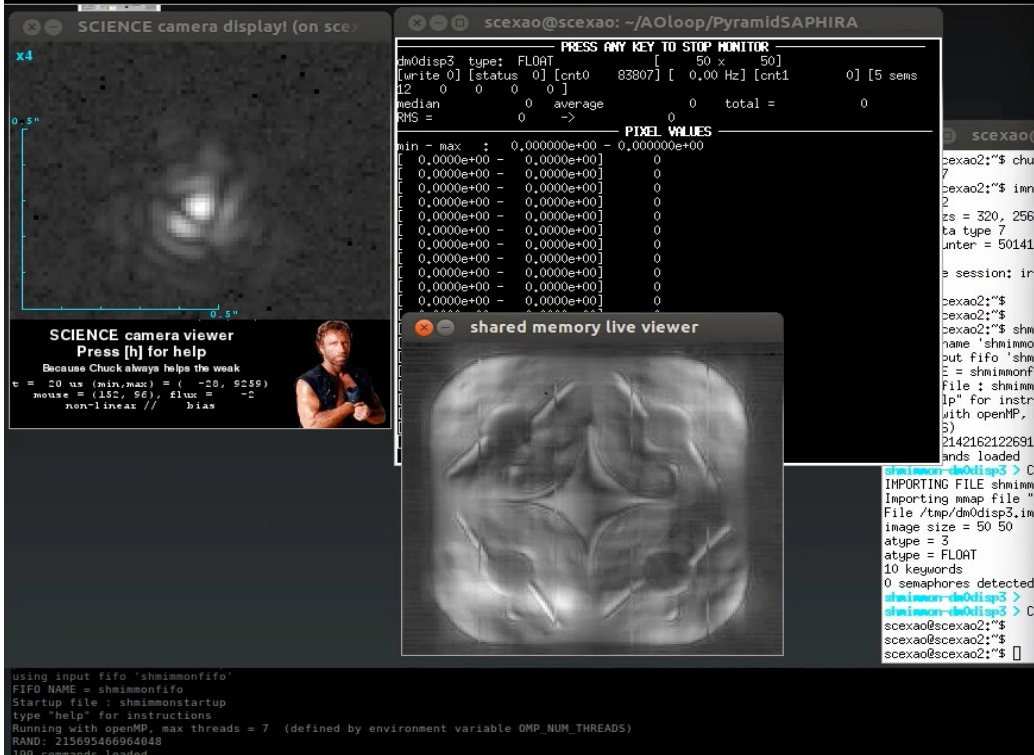 SCIENCE camera display! (on sce
x4
0.5"
0.5"
SCIENCE camera viewer
Press [h] for help
Because Chuck always helps the weak
t = 20 us (min,max) = ( -28, 9259)
mouse = (152, 96), flux = -2
non-linear // bias
scexao@scexao: ~/AOloop/PyramidSAPHIRA
PRESS ANY KEY TO STOP MONITOR
dm0disp3 type: FLOAT [ 50 x 50]
[write 0] [status 0] [cnt0 83807] [ 0.00 Hz] [cnt1 0] [5 sems
12 0 0 0 0 ]
median 0 average 0 total = 0
RMS = 0 -> 0
PIXEL VALUES
min - max : 0.000000e+00 - 0.000000e+00
[ 0.0000e+00 - 0.0000e+00] 0
[ 0.0000e+00 - 0.0000e+00] 0
[ 0.0000e+00 - 0.0000e+00] 0
[ 0.0000e+00 - 0.0000e+00] 0
[ 0.0000e+00 - 0.0000e+00] 0
[ 0.0000e+00 - 0.0000e+00] 0
[ 0.0000e+00 - 0.0000e+00] 0
[ 0.0000e+00 - 0.0000e+00] 0
[ 0.0000e+00 - 0.0000e+00] 0
[ 0.0000e+00 - 0.0000e+00] 0
[ 0.0000e+00 - 0.0000e+00] 0
shared memory live viewer
scexao@
scexao2:~$ chu
7
cexao2:~$ imn
2
zs = 320, 256
ta type 7
unter = 50141
e session: ir
cexao2:~$
cexao2:~$
cexao2:~$ shm
name 'shmimmo
put fifo 'shm
E = shmimmonf
file : shmimm
lp" for instr
with openMP,
6)
2142162122691
ands loaded
shmimmon-dm0disp3 > C
IMPORTING FILE shmimm
Importing mmap file "
File /tmp/dm0disp3.im
image size = 50 50
atype = 3
atype = FLOAT
10 keywords
0 semaphores detected
shmimmon-dm0disp3 >
shmimmon-dm0disp3 > C
scexao@scexao2:~$
scexao@scexao2:~$
scexao@scexao2:~$
using input fifo 'shmimmonfifo'
FIFO NAME = shmimmonfifo
Startup file : shmimmonstartup
type "help" for instructions
Running with openMP, max threads = 7 (defined by environment variable OMP_NUM_THREADS)
RAND: 215695466964048
199 commands loaded